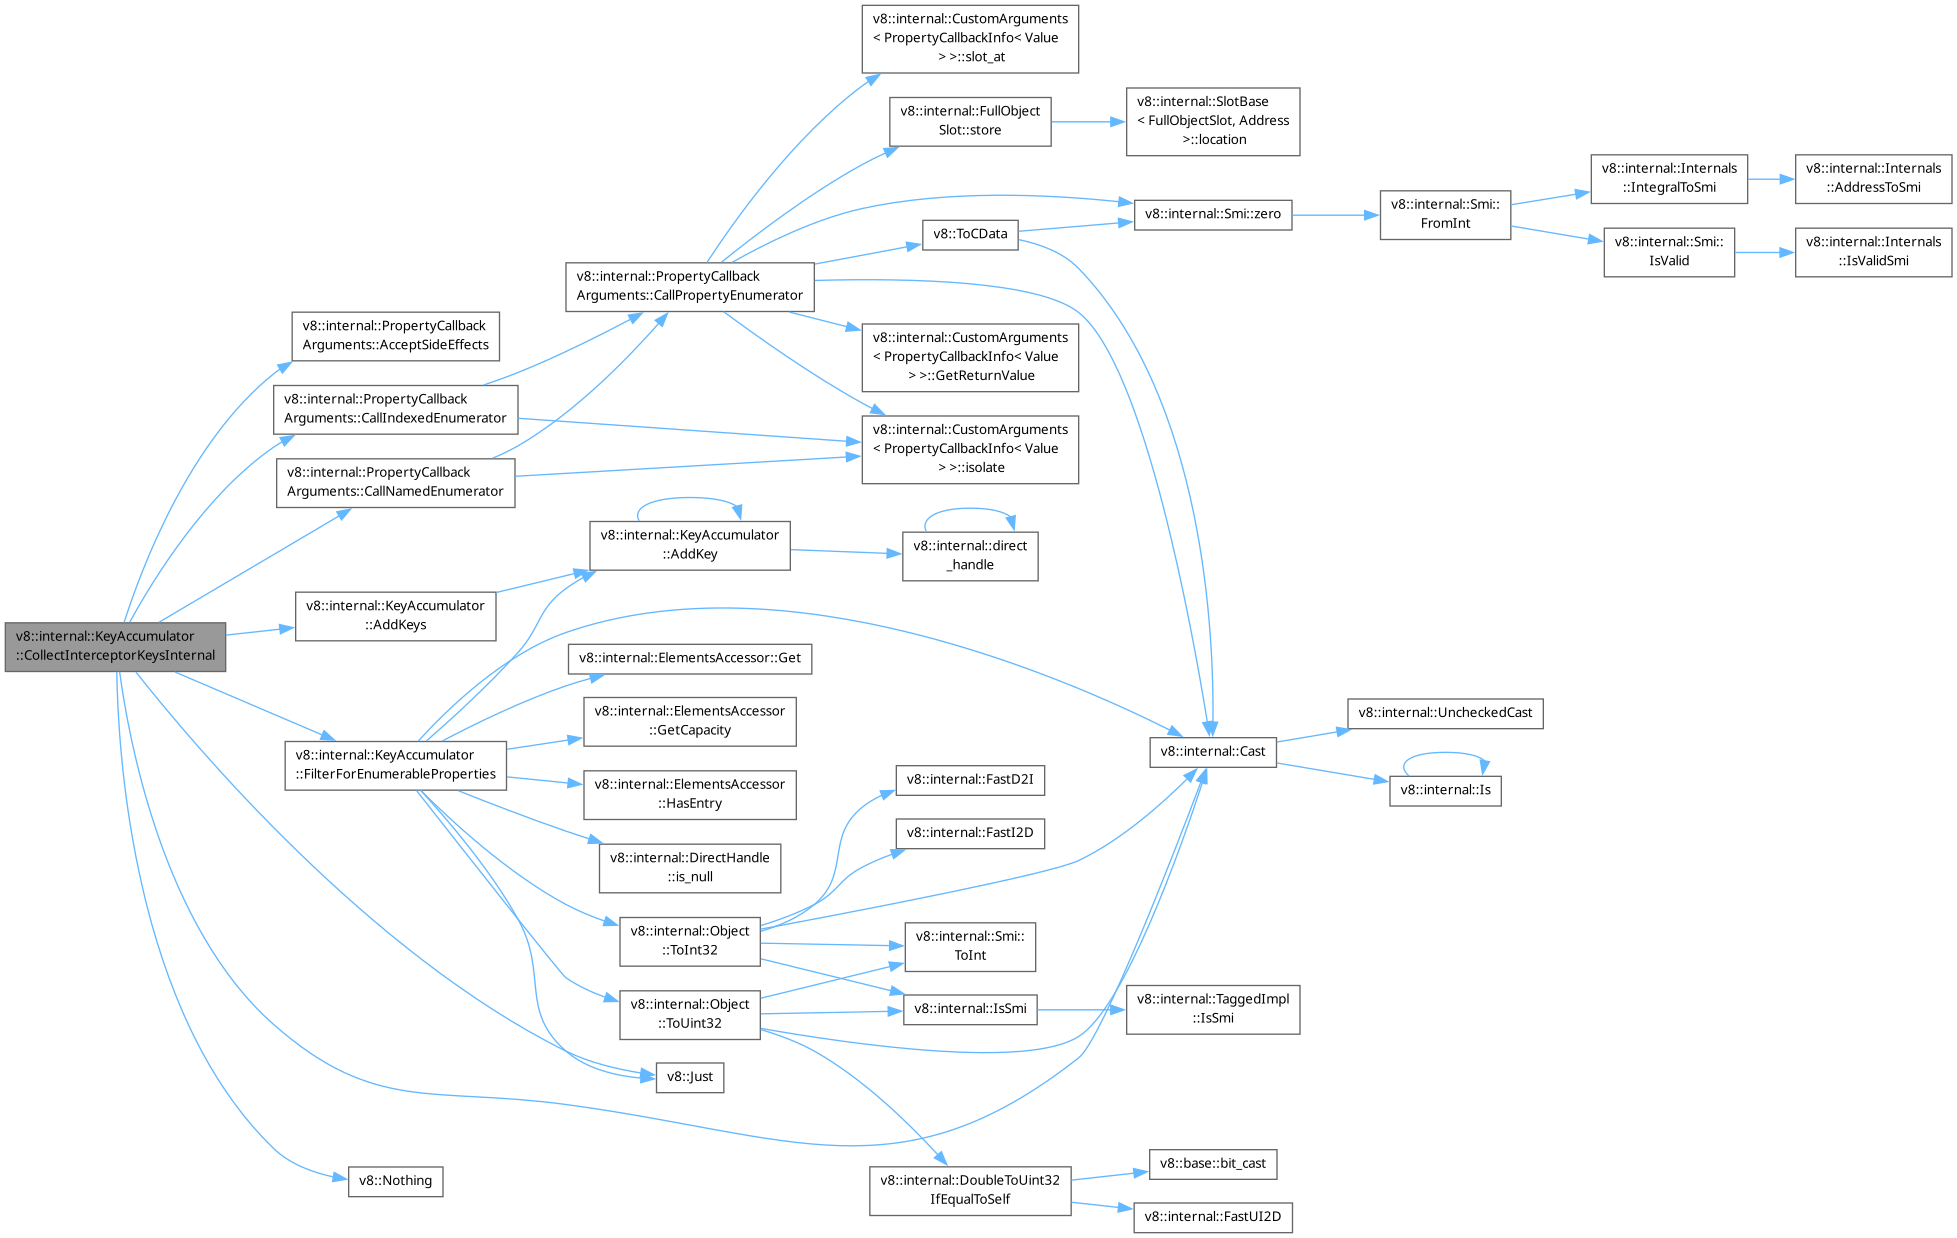 v8::internal::CustomArguments
< PropertyCallbackInfo< Value
> >::slot_at
v8::internal::FullObject
Slot::store
v8::internal::SlotBase
< FullObjectSlot, Address
>::location
v8::internal::Internals
::IntegralToSmi
v8::internal::Internals
::AddressToSmi
v8::internal::Smi::zero
v8::internal::Smi::
FromInt
v8::ToCData
v8::internal::Smi::
IsValid
v8::internal::Internals
::IsValidSmi
v8::internal::PropertyCallback
Arguments::CallPropertyEnumerator
v8::internal::PropertyCallback
Arguments::AcceptSideEffects
v8::internal::CustomArguments
< PropertyCallbackInfo< Value
> >::GetReturnValue
v8::internal::PropertyCallback
Arguments::CallIndexedEnumerator
v8::internal::CustomArguments
< PropertyCallbackInfo< Value
> >::isolate
v8::internal::PropertyCallback
Arguments::CallNamedEnumerator
v8::internal::KeyAccumulator
::AddKey
v8::internal::direct
_handle
v8::internal::KeyAccumulator
::AddKeys
v8::internal::KeyAccumulator
::CollectInterceptorKeysInternal
v8::internal::ElementsAccessor::Get
v8::internal::ElementsAccessor
::GetCapacity
v8::internal::UncheckedCast
v8::internal::Cast
v8::internal::KeyAccumulator
::FilterForEnumerableProperties
v8::internal::ElementsAccessor
::HasEntry
v8::internal::FastD2I
v8::internal::Is
v8::internal::FastI2D
v8::internal::DirectHandle
::is_null
v8::internal::Object
::ToInt32
v8::internal::Smi::
ToInt
v8::internal::Object
::ToUint32
v8::internal::IsSmi
v8::internal::TaggedImpl
::IsSmi
v8::Just
v8::Nothing
v8::internal::DoubleToUint32
IfEqualToSelf
v8::base::bit_cast
v8::internal::FastUI2D